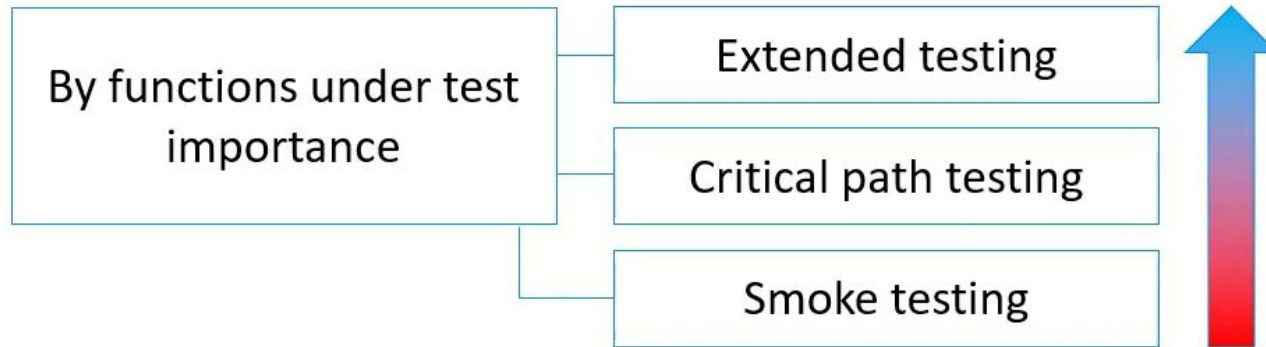 By functions under test
importance
Extended testing
Critical path testing
Smoke testing